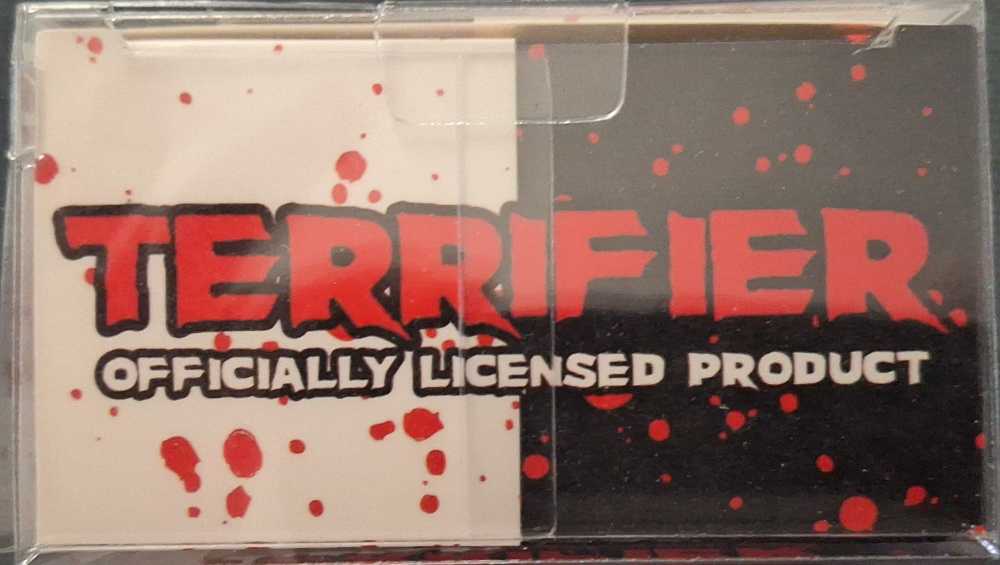 TERRIFIER
OFFICIALLY LICENSED PRODUCT